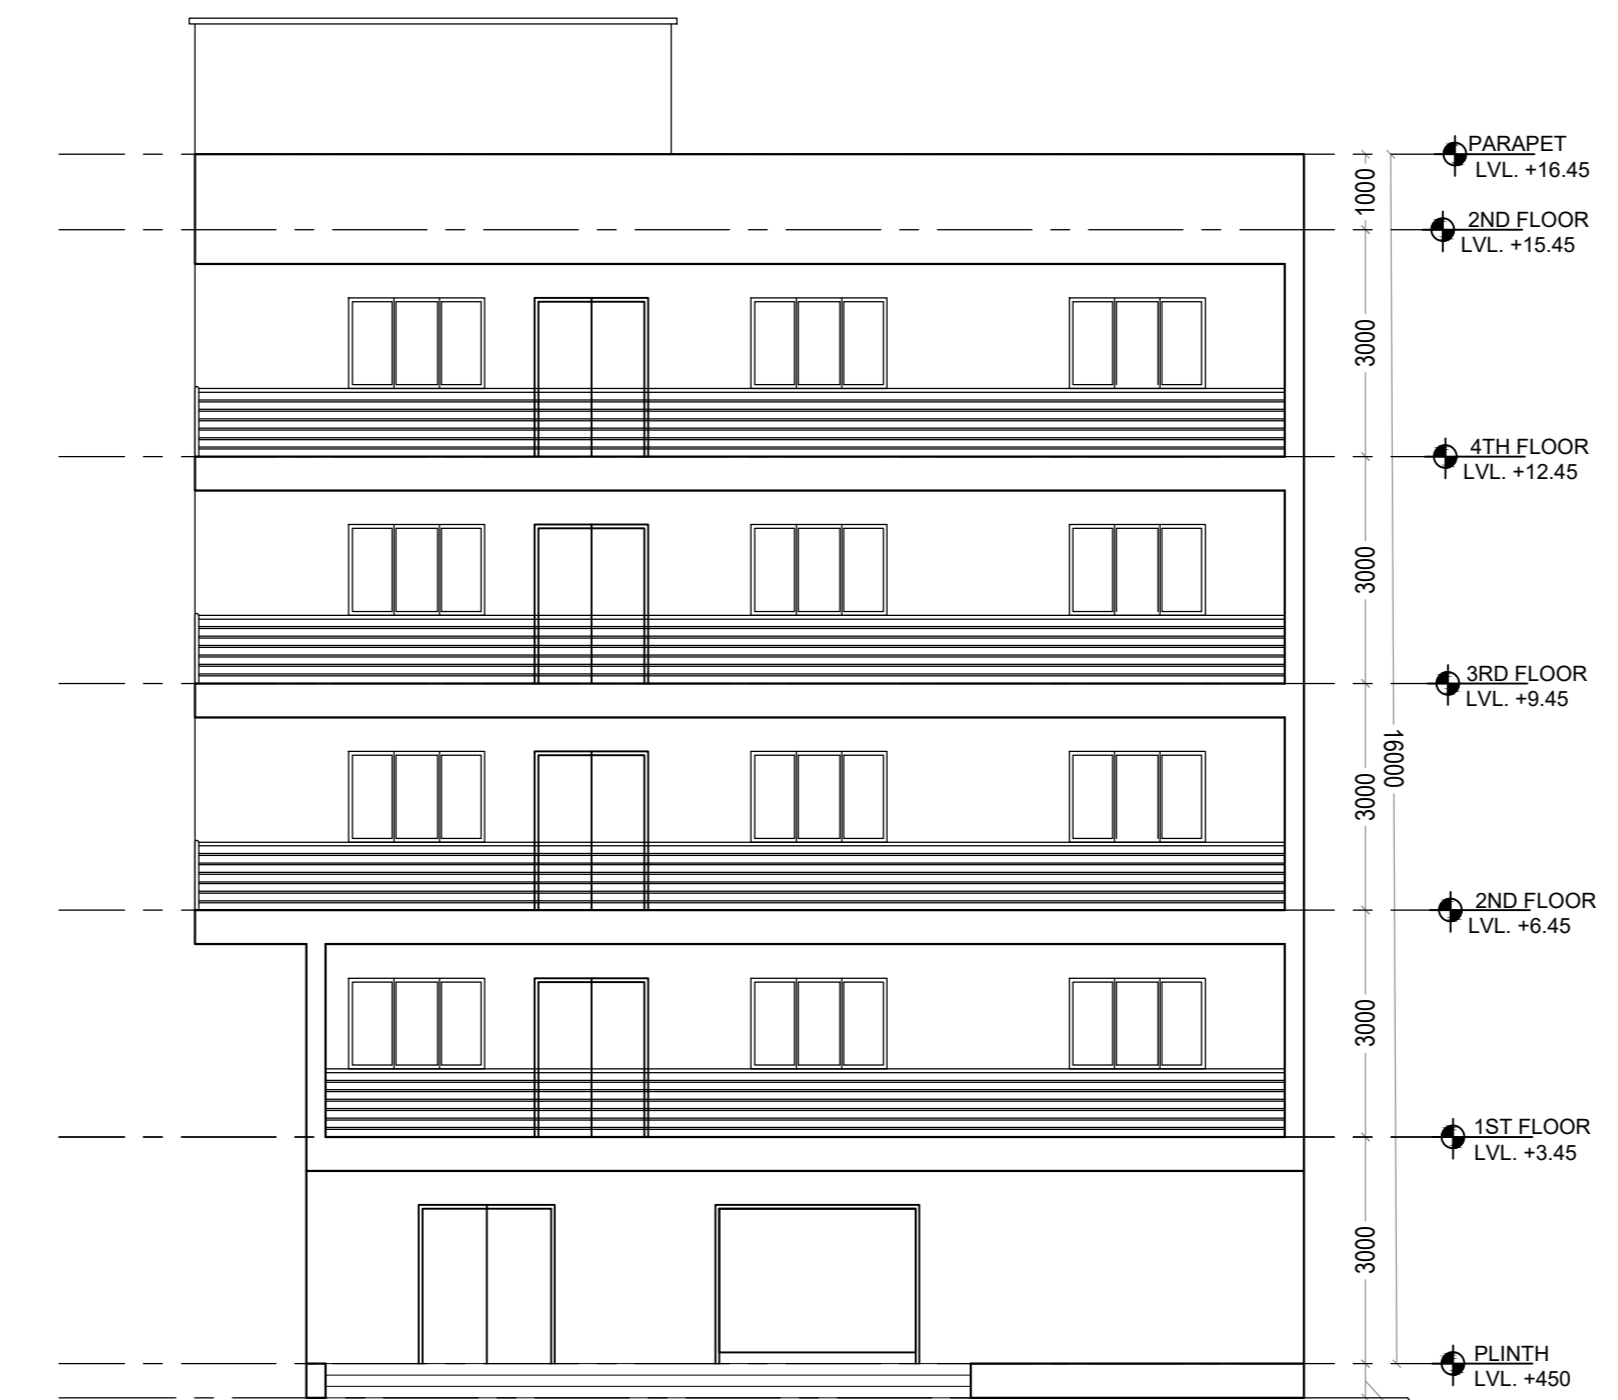 PARAPET
LVL. +16.45
1000
2ND FLOOR
LVL. +15.45
3000
4TH FLOOR
LVL. +12.45
3000
3RD FLOOR
LVL. +9.45
16000
3000
2ND FLOOR
LVL. +6.45
3000
1ST FLOOR
LVL. +3.45
3000
PLINTH
LVL. +450